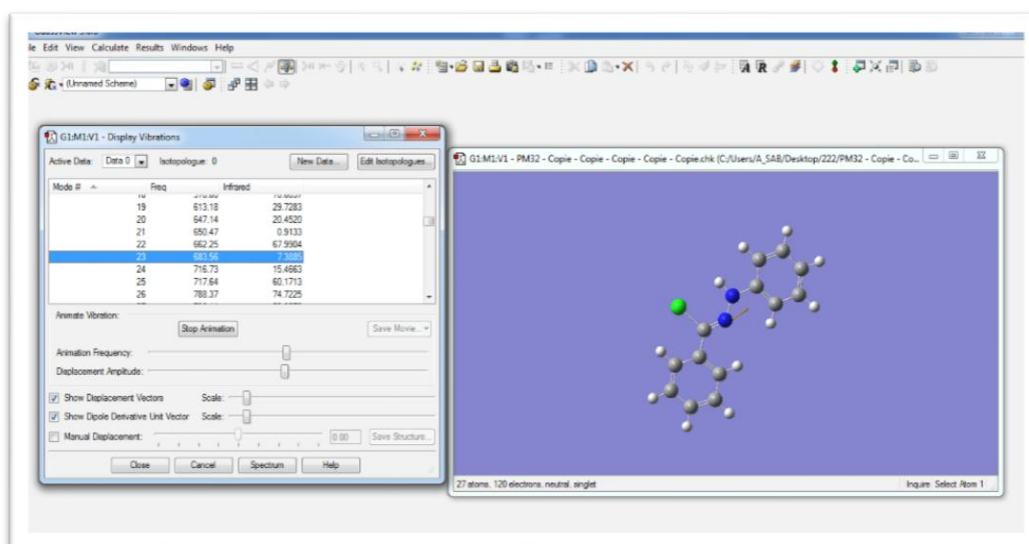 le Edit View Calculate Results Windows Help
(Unnamed Scheme)
G1:M1:V1 - Display Vibrations
Active Data: Data 0 Isotopologue: 0 New Data... Edit Isotopologues...
Mode # Freq Infrared
19 613.18 29.7283
20 647.14 20.4520
21 650.47 0.9133
22 662.25 67.9904
23 683.56 7.3885
24 716.73 15.4663
25 717.64 60.1713
26 788.37 74.7225
Animate Vibration:
Stop Animation Save Movie...
Animation Frequency:
Displacement Amplitude:
Show Displacement Vectors Scale:
Show Dipole Derivative Unit Vector Scale:
Manual Displacement: 0.00 Save Structure...
Close Cancel Spectrum Help
G1:M1:V1 - PM32 - Copie - Copie - Copie - Copie - Copie.chk (C:/Users/A_SAB/Desktop/222/PM32 - Copie - Co...
27 atoms, 120 electrons, neutral, singlet Inquire Select Atom 1